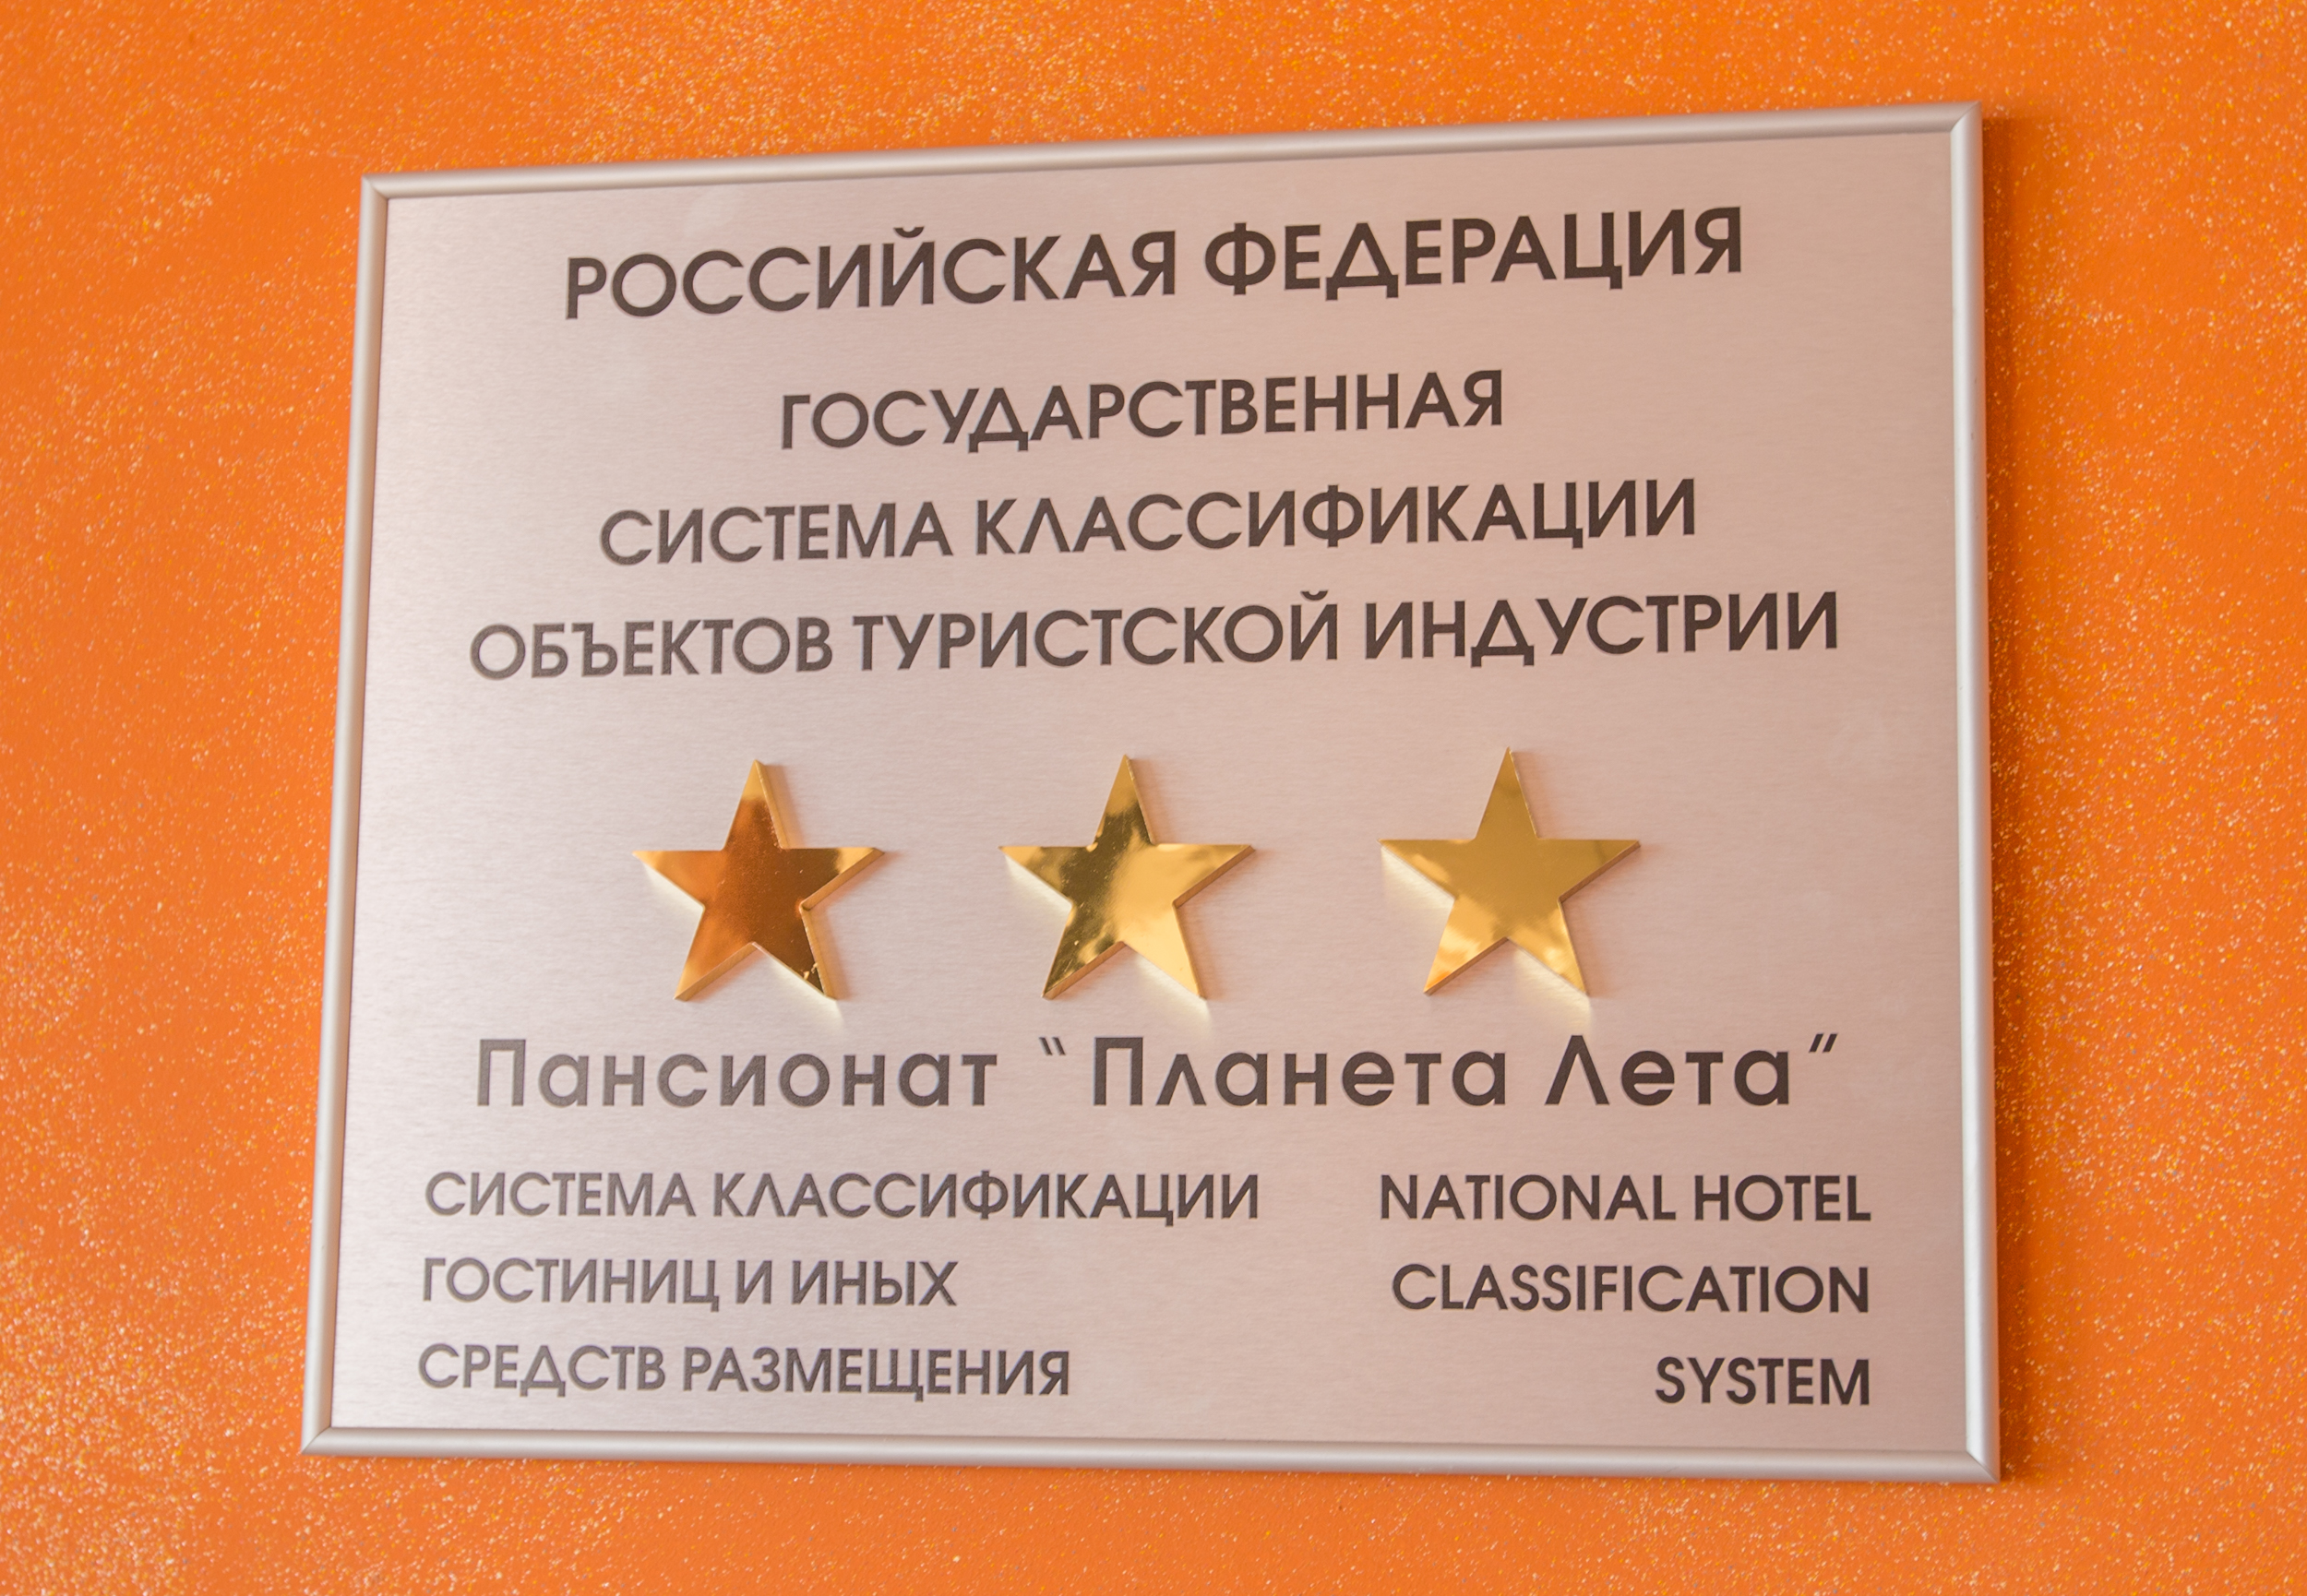 РОССИЙСКАЯ ФЕДЕРАЦИЯ
ГОСУДАРСТВЕННАЯ
СИСТЕМА КЛАССИФИКАЦИИ
ОБЪЕКТОВ ТУРИСТСКОЙ ИНДУСТРИИ
Пансионат “Планета Лета”
СИСТЕМА КЛАССИФИКАЦИИ
ГОСТИНИЦ И ИНЫХ
СРЕДСТВ РАЗМЕЩЕНИЯ
NATIONAL HOTEL
CLASSIFICATION
SYSTEM